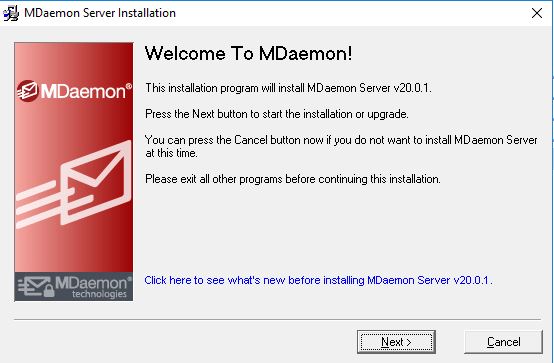 MDaemon Server Installation
Welcome To MDaemon!
MDaemon®
This installation program will install MDaemon Server v20.0.1.
Press the Next button to start the installation or upgrade.
You can press the Cancel button now if you do not want to install MDaemon Server
at this time.
Please exit all other programs before continuing this installation.
MDaemon®
technologies
Click here to see what's new before installing MDaemon Server v20.0.1.
Next >
Cancel